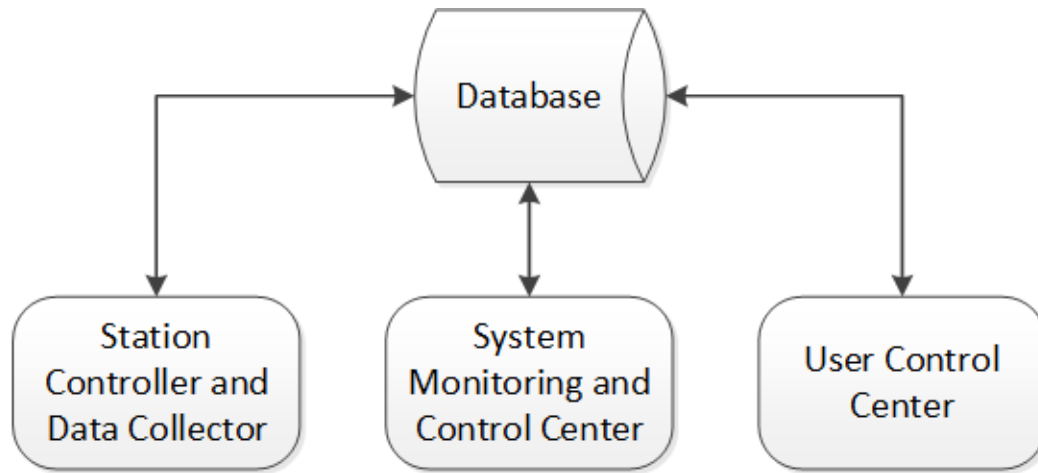 Database
Station
Controller and
Data Collector
System
Monitoring and
Control Center
User Control
Center